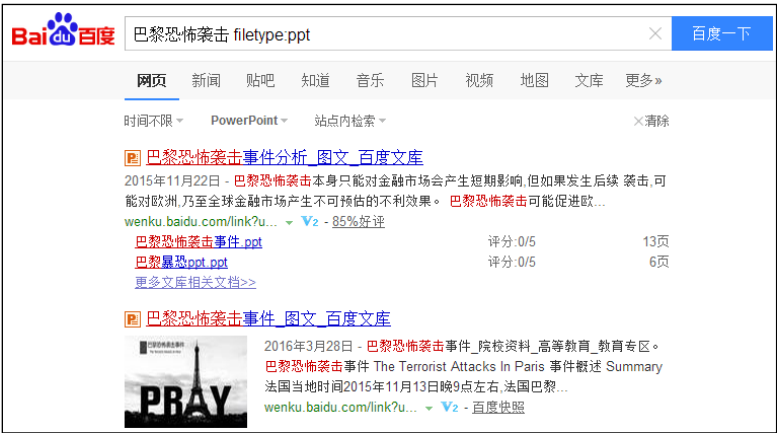 Bai du 百度 巴黎恐怖袭击 filetype:ppt × 百度一下
网页 新闻 贴吧 知道 音乐 图片 视频 地图 文库 更多»
时间不限 PowerPoint 站点内检索 ×清除
巴黎恐怖袭击事件分析_图文_百度文库
2015年11月22日 - 巴黎恐怖袭击本身只能对金融市场会产生短期影响,但如果发生后续 袭击,可
能对欧洲,乃至全球金融市场产生不可预估的不利效果。 巴黎恐怖袭击可能促进欧...
wenku.baidu.com/link?u... V2 - 85%好评
巴黎恐怖袭击事件.ppt 评分:0/5 13页
巴黎暴恐ppt.ppt 评分:0/5 6页
更多文库相关文档>>
巴黎恐怖袭击事件_图文_百度文库
2016年3月28日 - 巴黎恐怖袭击事件_院校资料_高等教育_教育专区。
巴黎恐怖袭击事件 The Terrorist Attacks In Paris 事件概述 Summary
法国当地时间2015年11月13日晚9点左右,法国巴黎...
wenku.baidu.com/link?u... V2 - 百度快照
巴黎恐怖袭击事件
The Terrorist Attacks In Paris
PRAY